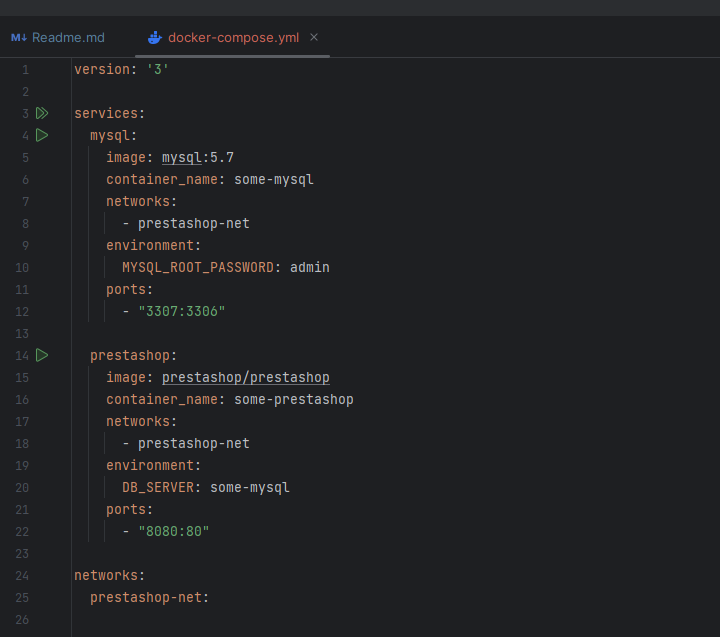 M↓ Readme.md
docker-compose.yml ×
1 version: '3'
2
3 services:
4   mysql:
5     image: mysql:5.7
6     container_name: some-mysql
7     networks:
8       - prestashop-net
9     environment:
10       MYSQL_ROOT_PASSWORD: admin
11     ports:
12       - "3307:3306"
13
14   prestashop:
15     image: prestashop/prestashop
16     container_name: some-prestashop
17     networks:
18       - prestashop-net
19     environment:
20       DB_SERVER: some-mysql
21     ports:
22       - "8080:80"
23
24 networks:
25   prestashop-net:
26